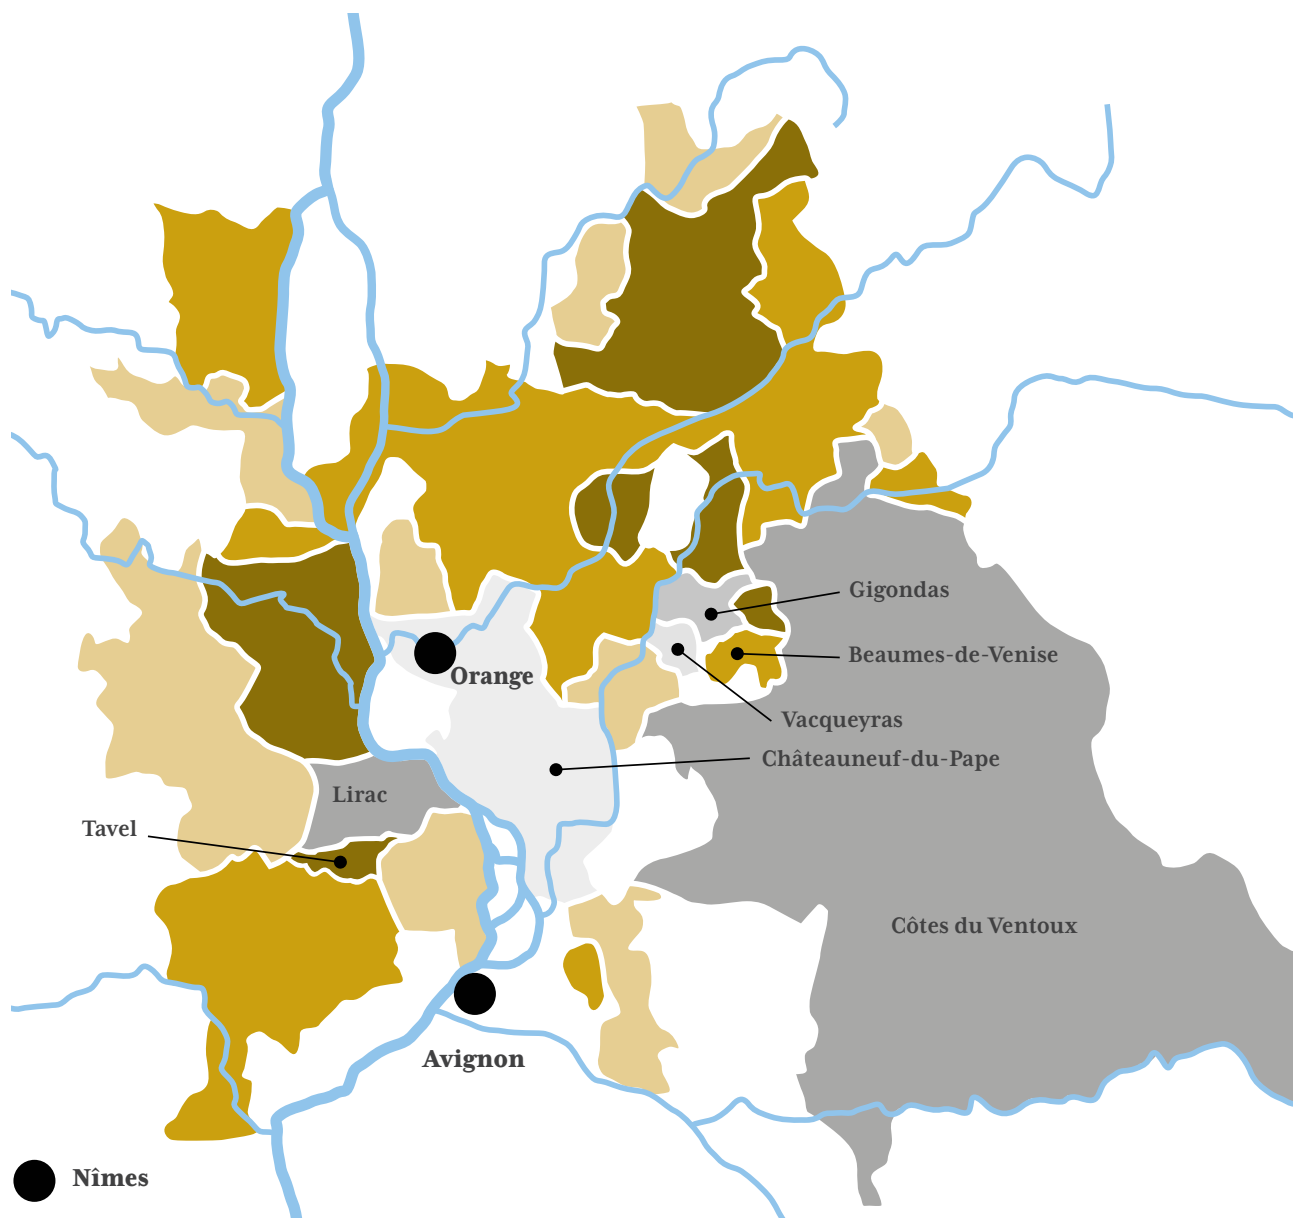 Gigondas
Beaumes-de-Venise
Orange
Vacqueyras
Châteauneuf-du-Pape
Lirac
Tavel
Côtes du Ventoux
Avignon
Nîmes